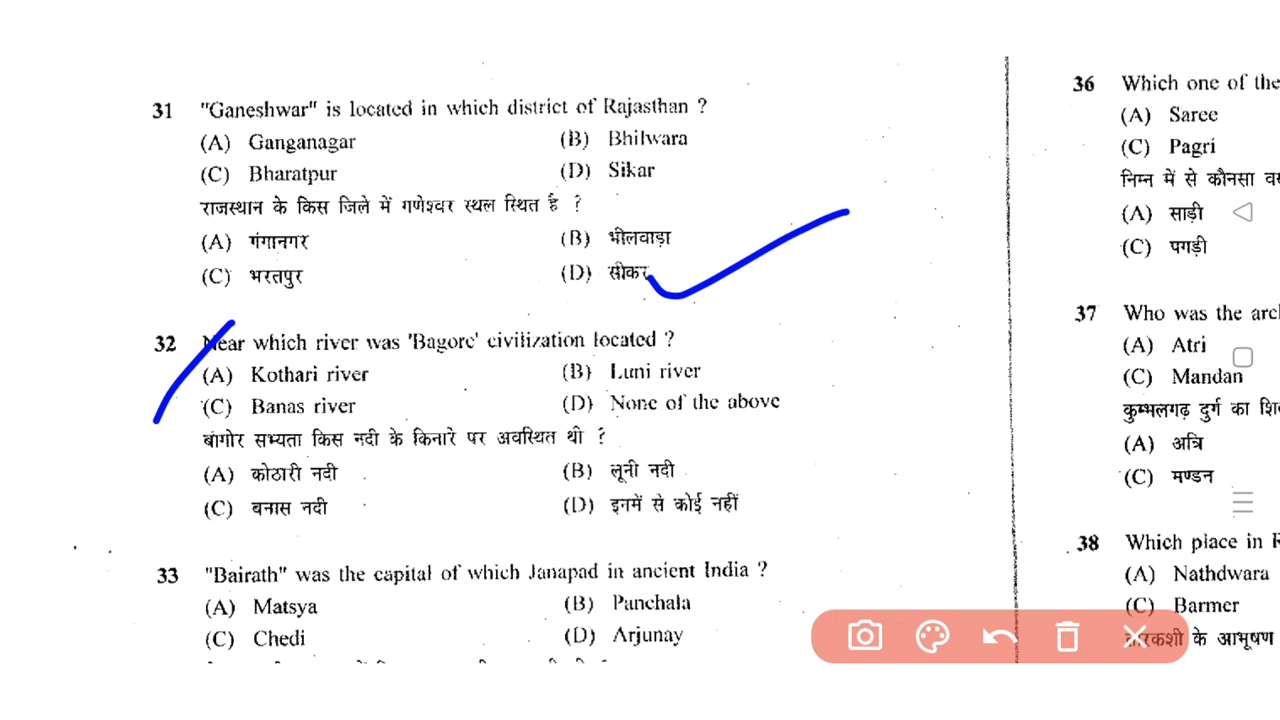 31 "Ganeshwar" is located in which district of Rajasthan ?
(A) Ganganagar (B) Bhilwara
(C) Bharatpur (D) Sikar
राजस्थान के किस जिले में गणेश्वर स्थल स्थित है ?
(A) गंगानगर (B) भीलवाड़ा
(C) भरतपुर (D) सीकर
32 Near which river was 'Bagore' civilization located ?
(A) Kothari river (B) Luni river
(C) Banas river (D) None of the above
बागोर सभ्यता किस नदी के किनारे पर अवस्थित थी ?
(A) कोठारी नदी (B) लूनी नदी
(C) बनास नदी (D) इनमें से कोई नहीं
33 "Bairath" was the capital of which Janapad in ancient India ?
(A) Matsya (B) Panchala
(C) Chedi (D) Arjunay
36 Which one of the
(A) Saree
(C) Pagri
निम्न में से कौनसा
(A) साड़ी
(C) पगड़ी
37 Who was the
(A) Atri
(C) Mandan
कुम्भलगढ़ दुर्ग का
(A) अत्रि
(C) मण्डन
38 Which place in
(A) Nathdwara
(C) Barmer
के आभूषण